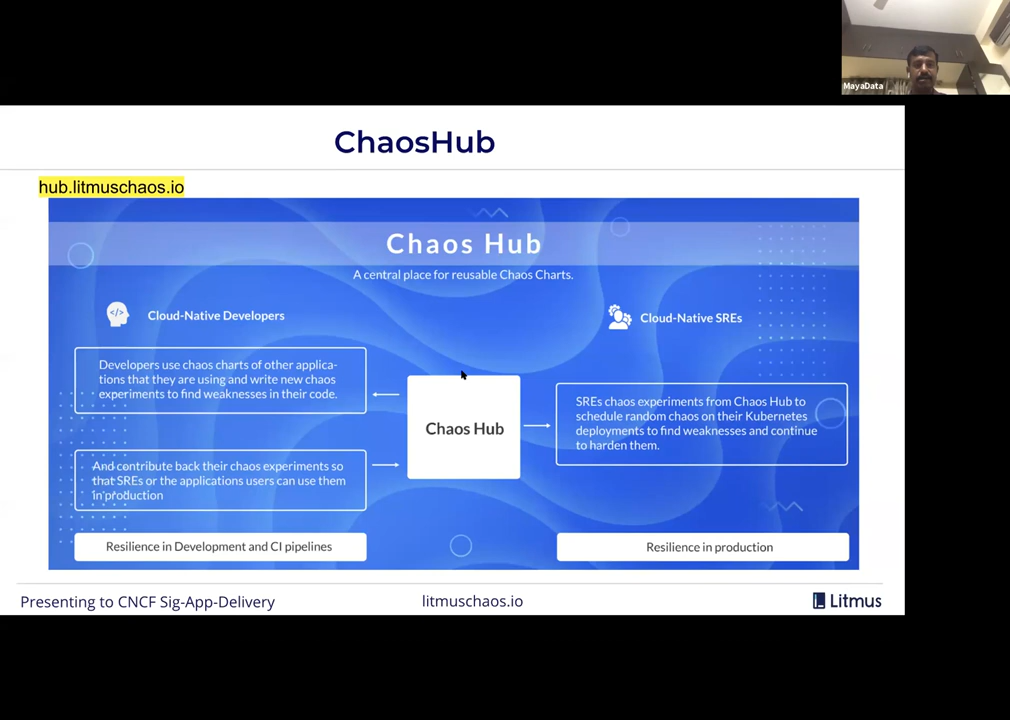 MayaData
ChaosHub
hub.litmuschaos.io
Chaos Hub
A central place for reusable Chaos Charts.
Cloud-Native Developers
Developers use chaos charts of other applica-
tions that they are using and write new chaos
experiments to find weaknesses in their code.
And contribute back their chaos experiments so
that SREs or the applications users can use them
in production
Resilience in Development and CI pipelines
Chaos Hub
Cloud-Native SREs
SREs chaos experiments from Chaos Hub to
schedule random chaos on their Kubernetes
deployments to find weaknesses and continue
to harden them.
Resilience in production
Presenting to CNCF Sig-App-Delivery
litmuschaos.io
Litmus